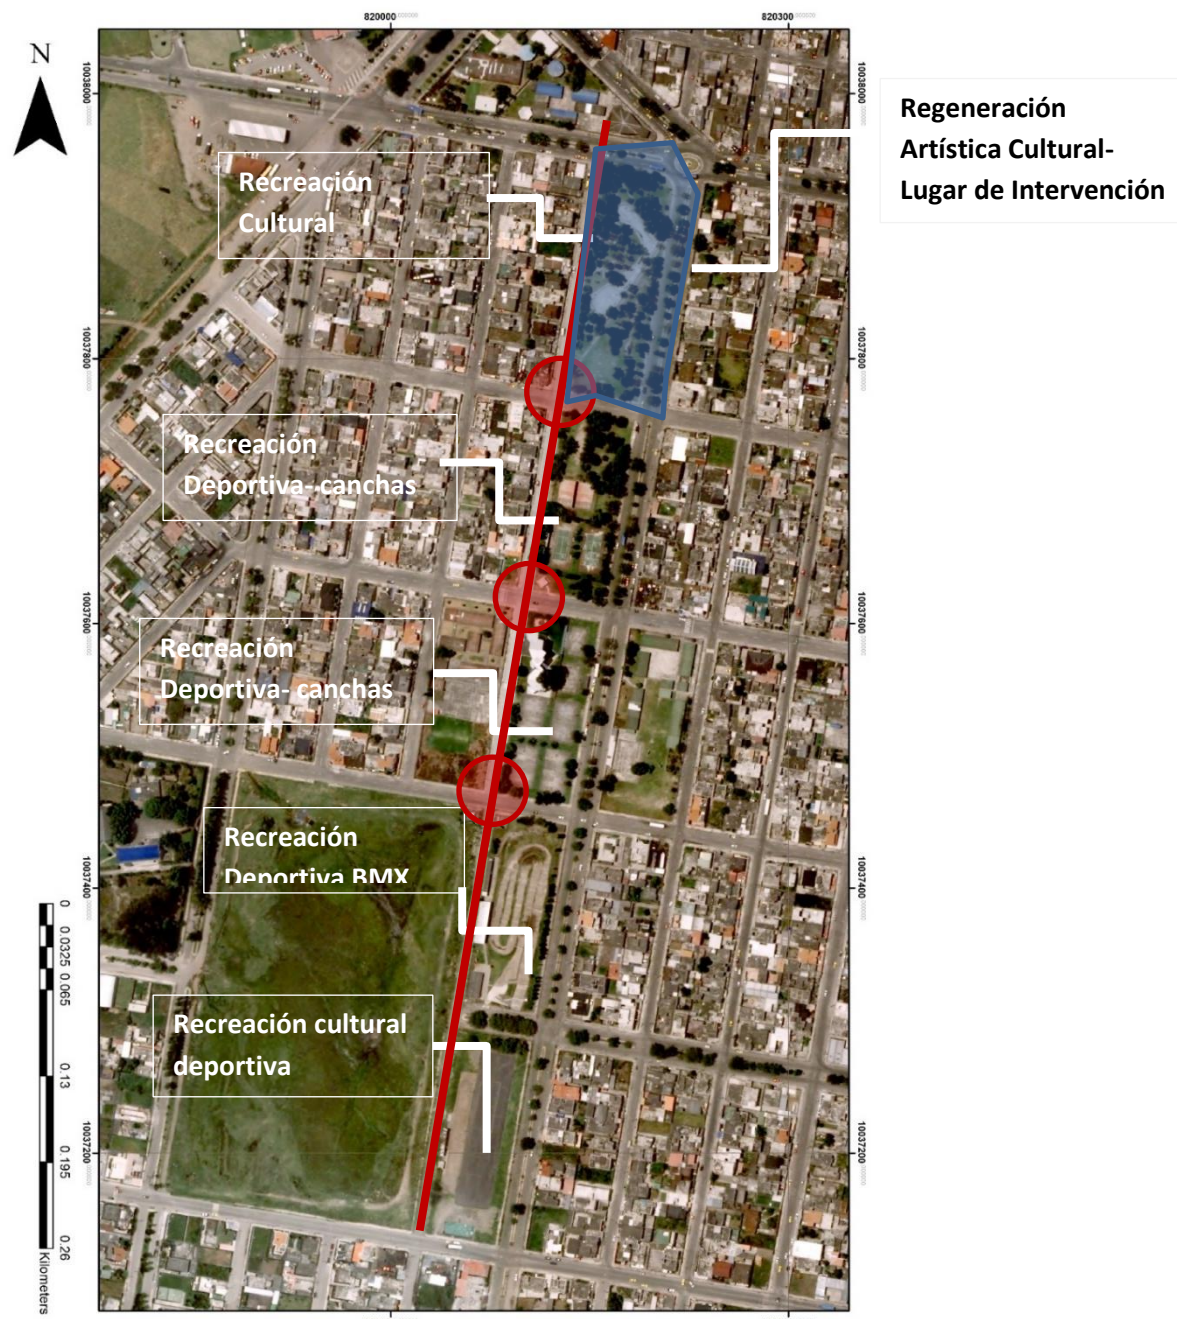 820000
820300
N
10038000
10038000
Regeneración
Artística Cultural-
Lugar de Intervención
Recreación
Cultural
10037800
10037800
Recreación
Deportiva- canchas
10037600
10037600
Recreación
Deportiva- canchas
Recreación
Deportiva BMX
10037400
10037400
Recreación cultural
deportiva
10037200
10037200
0 0.0325 0.065 0.13 0.195 0.26
Kilometers